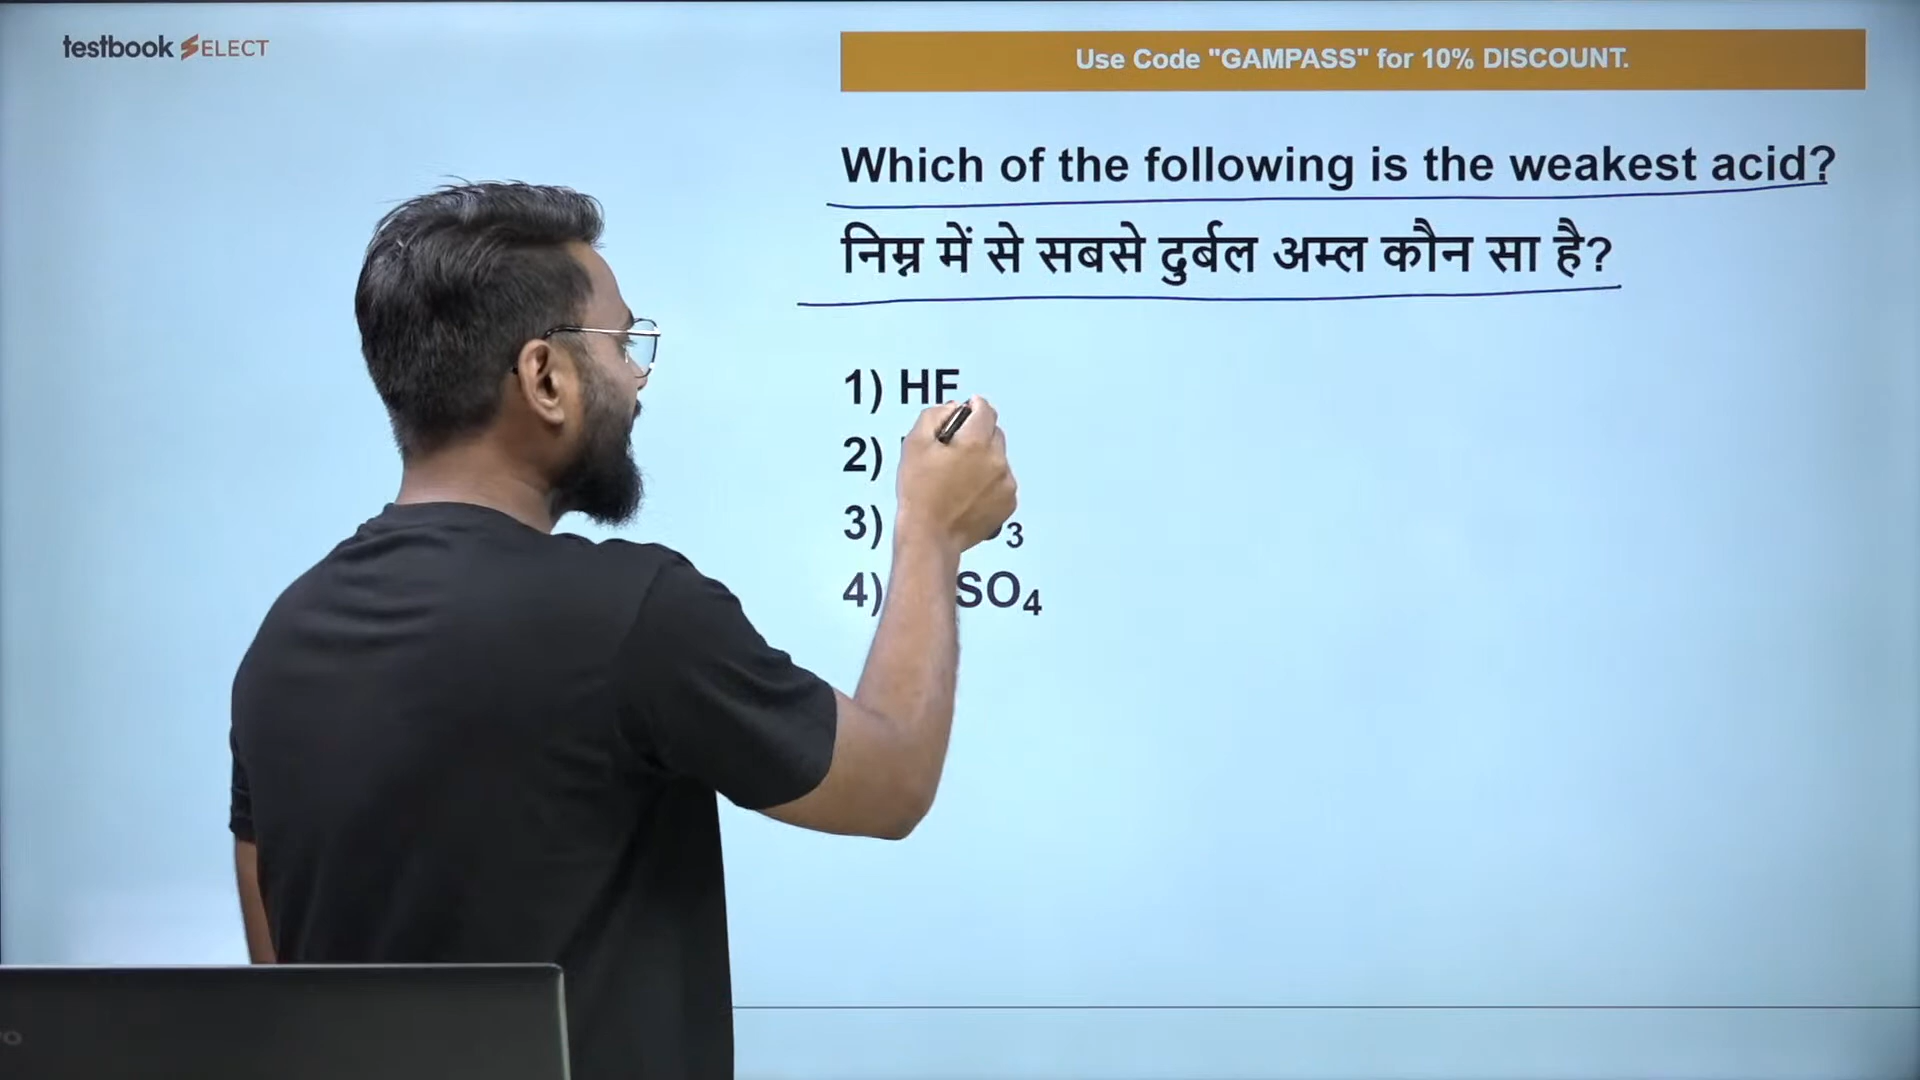 testbook SELECT
Use Code "GAMPASS" for 10% DISCOUNT.
Which of the following is the weakest acid?
निम्न में से सबसे दुर्बल अम्ल कौन सा है?
1) HF
2)
3) ₃
4) SO₄